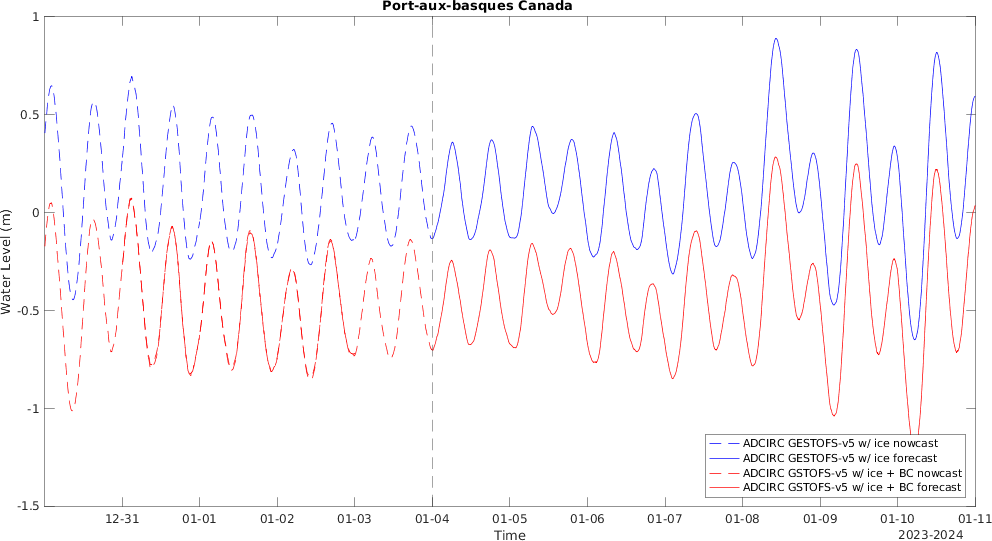 Port-aux-basques Canada
1
0.5
0
-0.5
-1
-1.5
Water Level (m)
12-31
01-01
01-02
01-03
01-04
01-05
01-06
01-07
01-08
01-09
01-10
01-11
Time
2023-2024
ADCIRC GESTOFS-v5 w/ ice nowcast
ADCIRC GESTOFS-v5 w/ ice forecast
ADCIRC GSTOFS-v5 w/ ice + BC nowcast
ADCIRC GSTOFS-v5 w/ ice + BC forecast